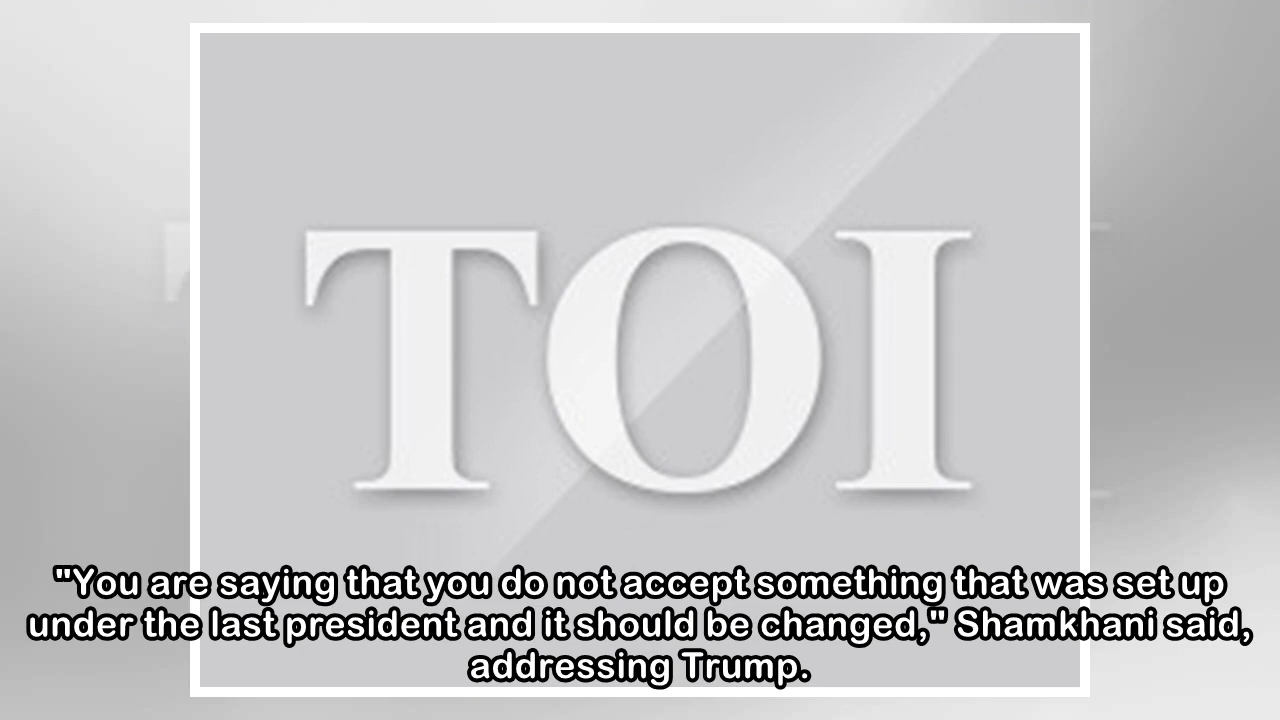 TOI
"You are saying that you do not accept something that was set up
under the last president and it should be changed," Shamkhani said,
addressing Trump.